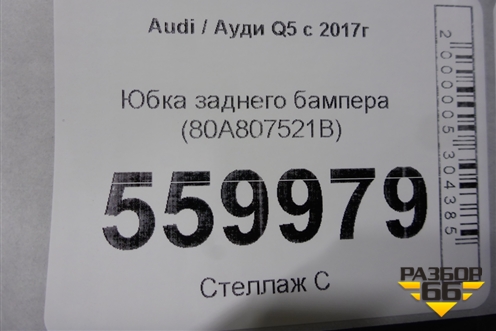 Audi / Ауди Q5 с 2017г
Юбка заднего бампера
(80A807521B)
559979
Стеллаж С
2000005304385
РАЗБОР
66